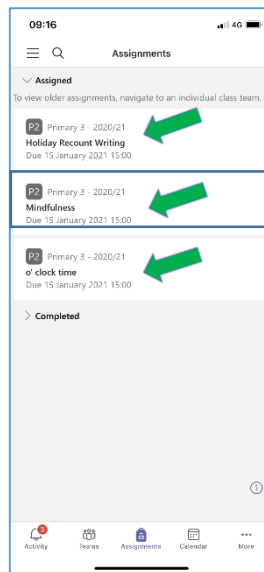 09:16
4G
Assignments
Assigned
To view older assignments, navigate to an individual class team.
P2 Primary 3 - 2020/21
Holiday Recount Writing
Due 15 January 2021 15:00
P2 Primary 3 - 2020/21
Mindfulness
Due 15 January 2021 15:00
P2 Primary 3 - 2020/21
o' clock time
Due 15 January 2021 15:00
Completed
3
Activity Teams Assignments Calendar More